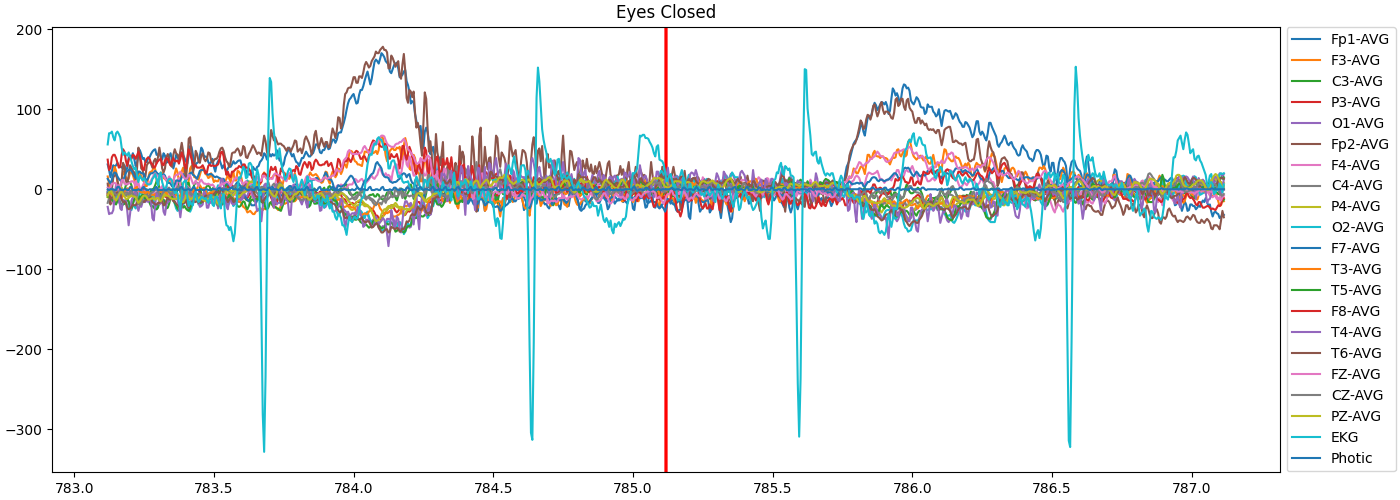 Eyes Closed
200
100
0
−100
−200
−300
783.0 783.5 784.0 784.5 785.0 785.5 786.0 786.5 787.0
Fp1-AVG
F3-AVG
C3-AVG
P3-AVG
O1-AVG
Fp2-AVG
F4-AVG
C4-AVG
P4-AVG
O2-AVG
F7-AVG
T3-AVG
T5-AVG
F8-AVG
T4-AVG
T6-AVG
FZ-AVG
CZ-AVG
PZ-AVG
EKG
Photic